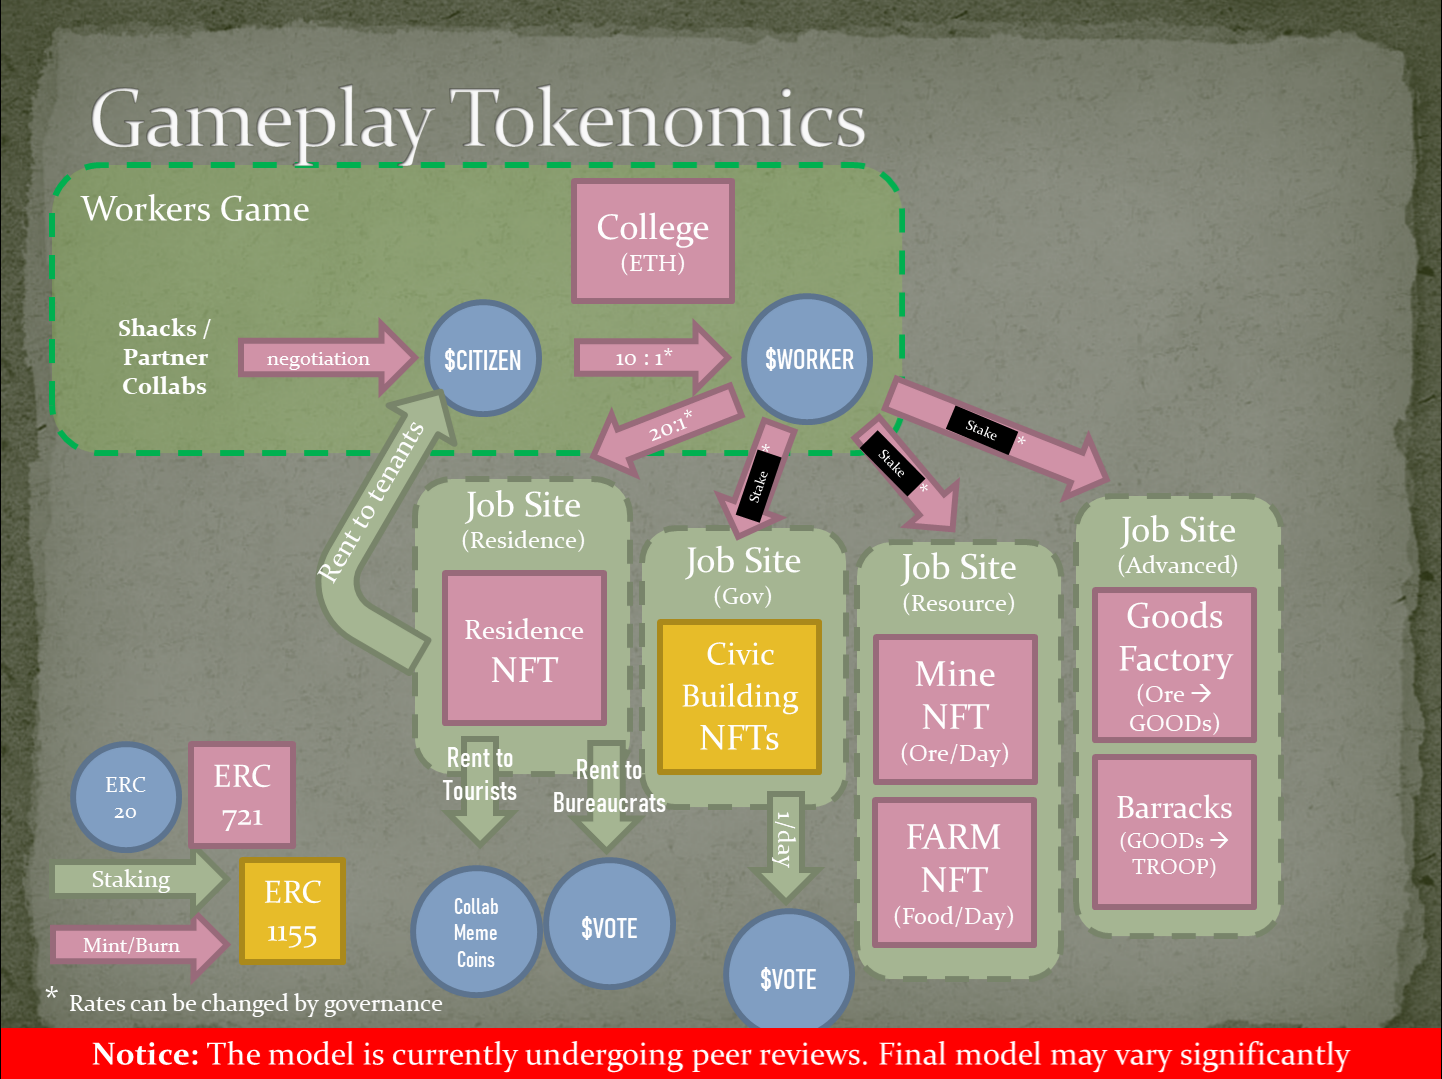 Gameplay Tokenomics
Workers Game
College
(ETH)
Shacks /
Partner
Collabs
negotiation
$CITIZEN
10 : 1*
$WORKER
20:1*
Stake *
Stake *
Stake *
Rent to tenants
Job Site
(Residence)
Residence
NFT
Rent to
Tourists
Rent to
Bureaucrats
Collab
Meme
Coins
$VOTE
Job Site
(Gov)
Civic
Building
NFTs
1/day
$VOTE
Job Site
(Resource)
Mine
NFT
(Ore/Day)
FARM
NFT
(Food/Day)
Job Site
(Advanced)
Goods
Factory
(Ore →
GOODs)
Barracks
(GOODs →
TROOP)
ERC
20
ERC
721
Staking
ERC
1155
Mint/Burn
* Rates can be changed by governance
Notice: The model is currently undergoing peer reviews. Final model may vary significantly